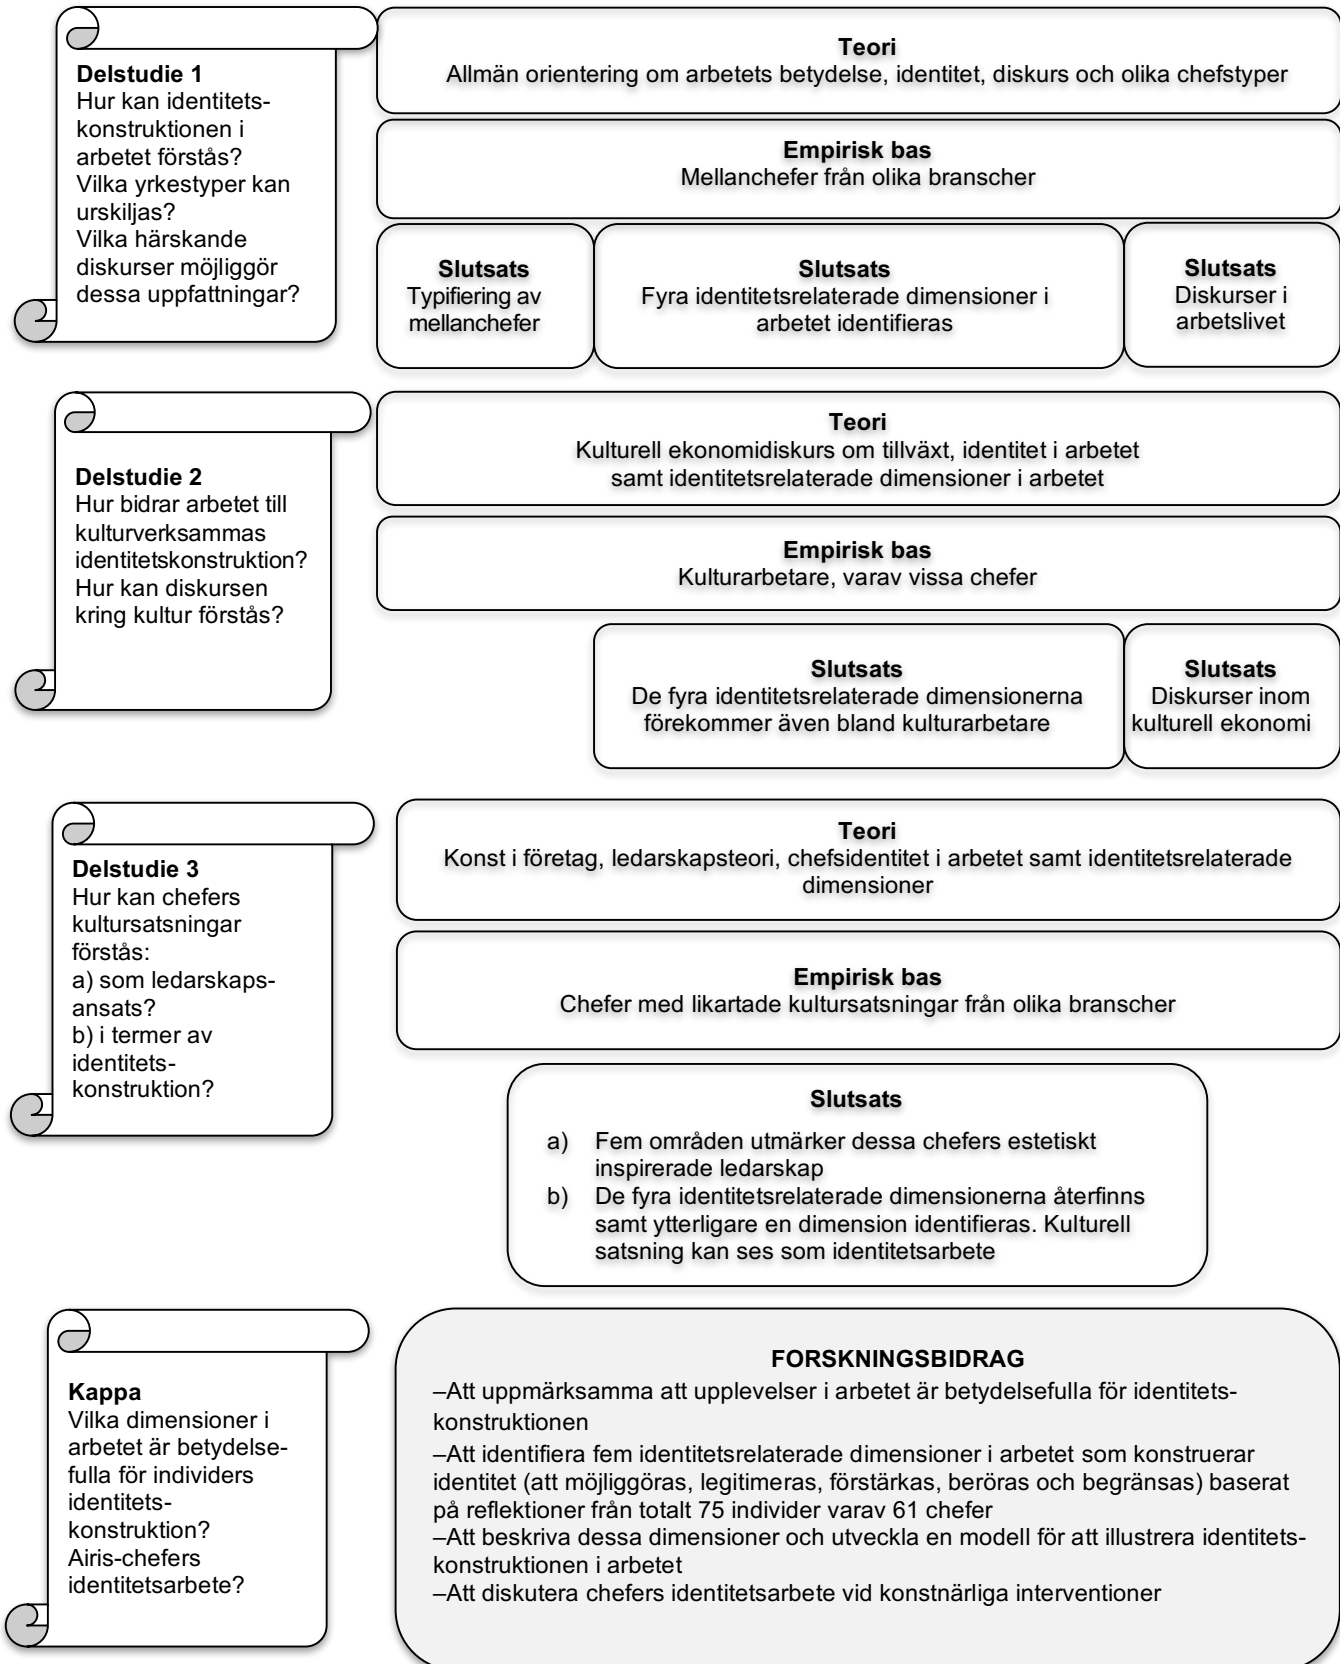 Delstudie 1
Hur kan identitets-
konstruktionen i
arbetet förstås?
Vilka yrkestyper kan
urskiljas?
Vilka härskande
diskurser möjliggör
dessa uppfattningar?
Teori
Allmän orientering om arbetets betydelse, identitet, diskurs och olika chefstyper
Empirisk bas
Mellanchefer från olika branscher
Slutsats
Typifiering av
mellanchefer
Slutsats
Fyra identitetsrelaterade dimensioner i
arbetet identifieras
Slutsats
Diskurser i
arbetslivet
Delstudie 2
Hur bidrar arbetet till
kulturverksammas
identitetskonstruktion?
Hur kan diskursen
kring kultur förstås?
Teori
Kulturell ekonomidiskurs om tillväxt, identitet i arbetet
samt identitetsrelaterade dimensioner i arbetet
Empirisk bas
Kulturarbetare, varav vissa chefer
Slutsats
De fyra identitetsrelaterade dimensionerna
förekommer även bland kulturarbetare
Slutsats
Diskurser inom
kulturell ekonomi
Delstudie 3
Hur kan chefers
kultursatsningar
förstås:
a) som ledarskaps-
ansats?
b) i termer av
identitets-
konstruktion?
Teori
Konst i företag, ledarskapsteori, chefsidentitet i arbetet samt identitetsrelaterade
dimensioner
Empirisk bas
Chefer med likartade kultursatsningar från olika branscher
Slutsats
a) Fem områden utmärker dessa chefers estetiskt
inspirerade ledarskap
b) De fyra identitetsrelaterade dimensionerna återfinns
samt ytterligare en dimension identifieras. Kulturell
satsning kan ses som identitetsarbete
Kappa
Vilka dimensioner i
arbetet är betydelse-
fulla för individers
identitets-
konstruktion?
Airis-chefers
identitetsarbete?
FORSKNINGSBIDRAG
–Att uppmärksamma att upplevelser i arbetet är betydelsefulla för identitets-
konstruktionen
–Att identifiera fem identitetsrelaterade dimensioner i arbetet som konstruerar
identitet (att möjliggöras, legitimeras, förstärkas, beröras och begränsas) baserat
på reflektioner från totalt 75 individer varav 61 chefer
–Att beskriva dessa dimensioner och utveckla en modell för att illustrera identitets-
konstruktionen i arbetet
–Att diskutera chefers identitetsarbete vid konstnärliga interventioner